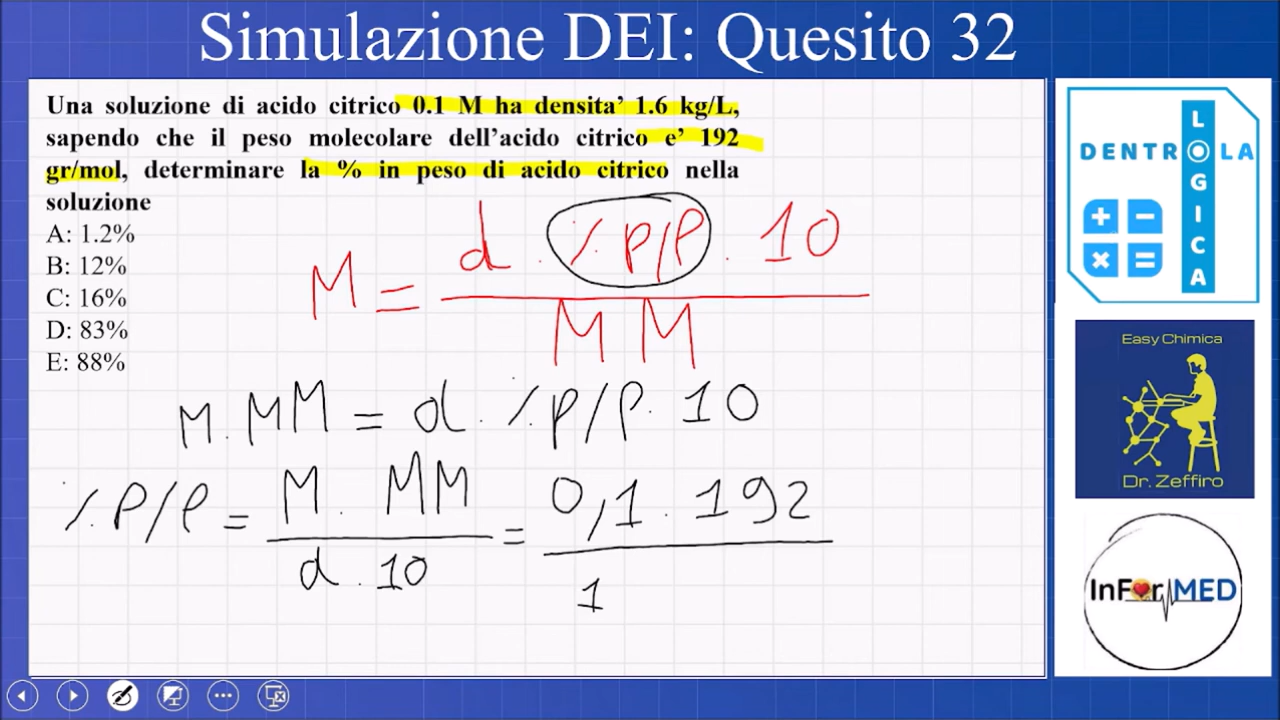 Simulazione DEI: Quesito 32
Una soluzione di acido citrico 0.1 M ha densita’ 1.6 kg/L,
sapendo che il peso molecolare dell’acido citrico e’ 192
gr/mol, determinare la % in peso di acido citrico nella
soluzione
A: 1.2%
B: 12%
C: 16%
D: 83%
E: 88%
M = d . % P/P . 10
MM
M . MM = d . % P/P . 10
% P/P = M . MM = 0,1 . 192
d . 10 1
DENTRO LA
LOGICA
Easy Chimica
Dr. Zeffiro
InForMED